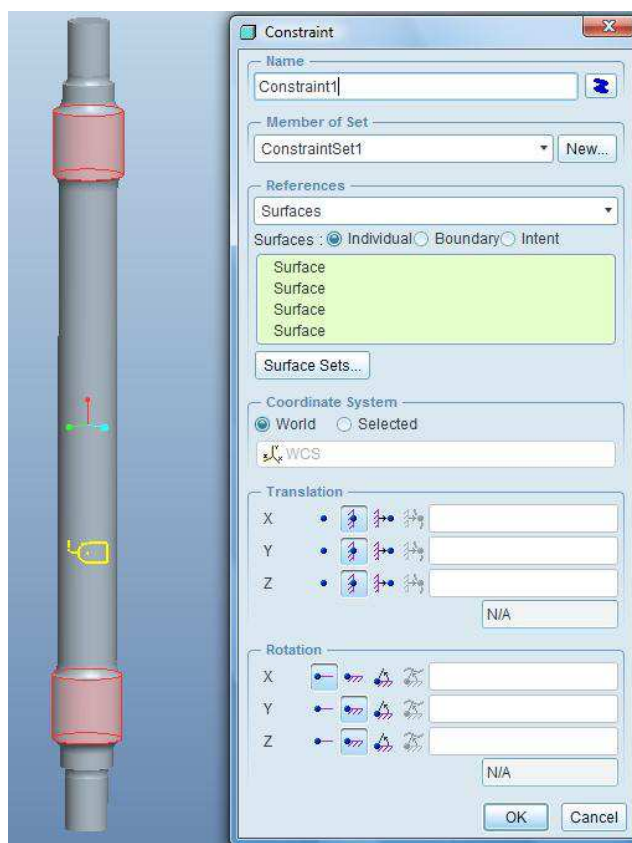 Constraint
Name
Constraint1
Member of Set
ConstraintSet1 New...
References
Surfaces
Surfaces : Individual Boundary Intent
Surface
Surface
Surface
Surface
Surface Sets...
Coordinate System
World Selected
WCS
Translation
X
Y
Z
N/A
Rotation
X
Y
Z
N/A
OK Cancel